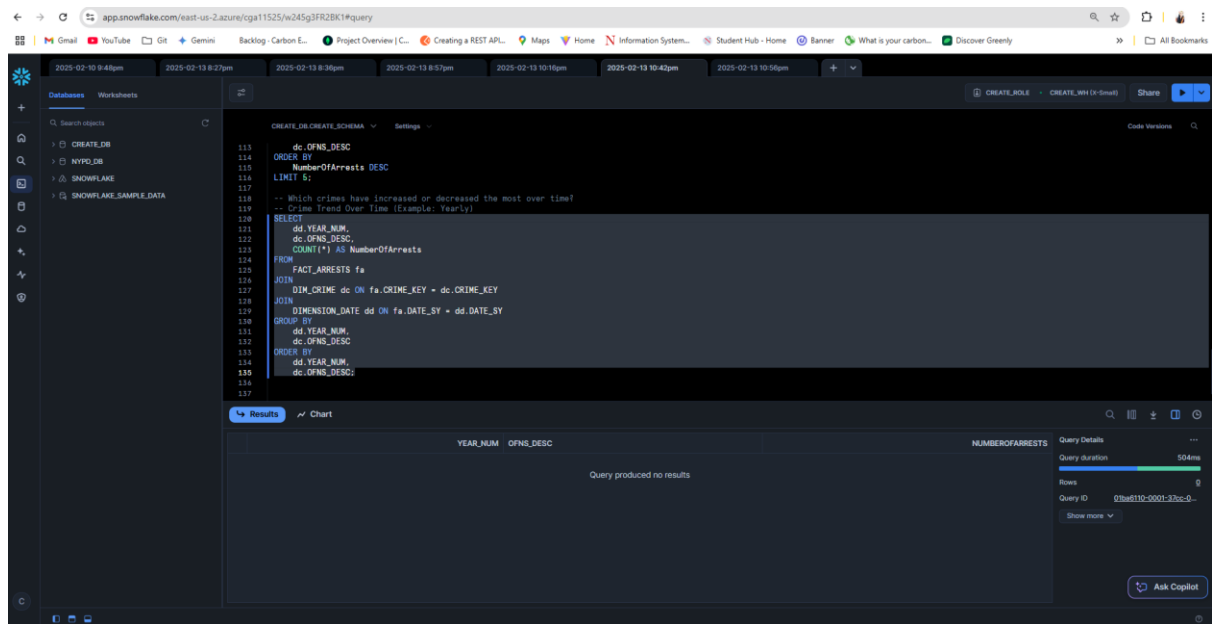 app.snowflake.com/east-us-2.azure/cga11525/w245g3FR2BK1#query
Gmail YouTube Git Gemini Backlog - Carbon E... Project Overview | C... Creating a REST API... Maps Home Information System... Student Hub - Home Banner What is your carbon... Discover Greenly » All Bookmarks
2025-02-10 9:48pm 2025-02-13 8:27pm 2025-02-13 8:36pm 2025-02-13 8:57pm 2025-02-13 10:16pm 2025-02-13 10:42pm 2025-02-13 10:56pm
Databases Worksheets
CREATE_ROLE CREATE_WH (X-Small) Share
Search objects
CREATE_DB
NYPD_DB
SNOWFLAKE
SNOWFLAKE_SAMPLE_DATA
CREATE_DB.CREATE_SCHEMA Settings Code Versions
113 dc.OFNS_DESC
114 ORDER BY
115 NumberOfArrests DESC
116 LIMIT 5;
117
118 -- Which crimes have increased or decreased the most over time?
119 -- Crime Trend Over Time (Example: Yearly)
120 SELECT
121 dd.YEAR_NUM,
122 dc.OFNS_DESC,
123 COUNT(*) AS NumberOfArrests
124 FROM
125 FACT_ARRESTS fa
126 JOIN
127 DIM_CRIME dc ON fa.CRIME_KEY = dc.CRIME_KEY
128 JOIN
129 DIMENSION_DATE dd ON fa.DATE_SY = dd.DATE_SY
130 GROUP BY
131 dd.YEAR_NUM,
132 dc.OFNS_DESC
133 ORDER BY
134 dd.YEAR_NUM,
135 dc.OFNS_DESC;
136
137
Results Chart
YEAR_NUM OFNS_DESC NUMBEROFARRESTS
Query produced no results
Query Details ...
Query duration 504ms
Rows 0
Query ID 01ba6110-0001-37cc-0...
Show more
Ask Copilot
C